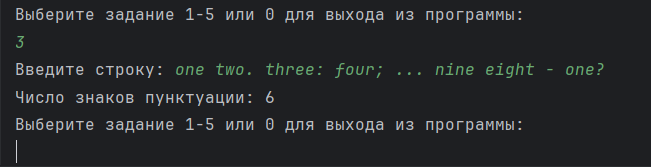 Выберите задание 1-5 или 0 для выхода из программы:
3
Введите строку: one two. three: four; ... nine eight - one?
Число знаков пунктуации: 6
Выберите задание 1-5 или 0 для выхода из программы: